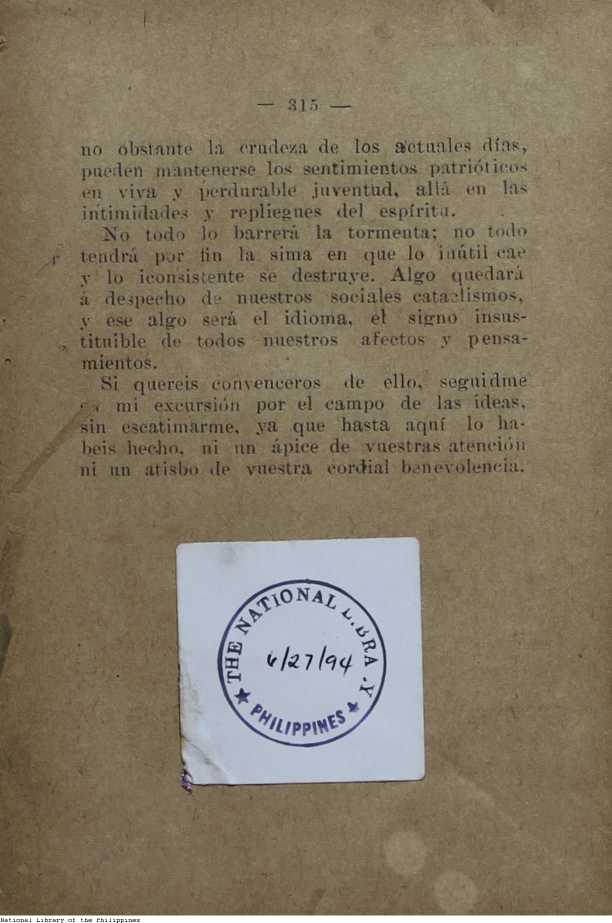 — 315 —
no obstante la crudeza de los actuales días,
pueden mantenerse los sentimientos patrióticos
en viva y perdurable juventud, allá en las
intimidades y repliegues del espíritu.
No todo lo barrerá la tormenta; no todo
tendrá por fin la sima en que lo inútil cae
y lo iconsistente se destruye. Algo quedará
á despecho de nuestros sociales cataclismos,
y ese algo será el idioma, el signo insus-
tituible de todos nuestros afectos y pensa-
mientos.
Si quereis convenceros de ello, seguidme
mi excursión por el campo de las ideas,
sin escatimarme, ya que hasta aquí lo ha-
beis hecho, ni un ápice de vuestras atención
ni un atisbo de vuestra cordial benevolencia.
THE NATIONAL LIBRARY
6/27/94
PHILIPPINES
National Library of the Philippines